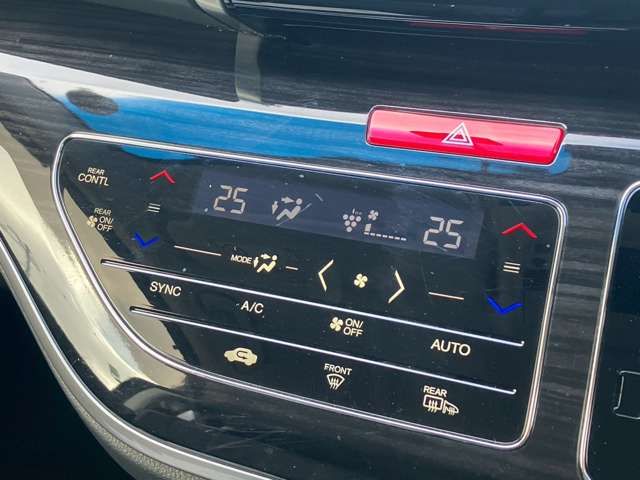 REAR
CONTL
25
25
REAR
ON/
OFF
MODE
SYNC
A/C
ON/
OFF
AUTO
FRONT
REAR